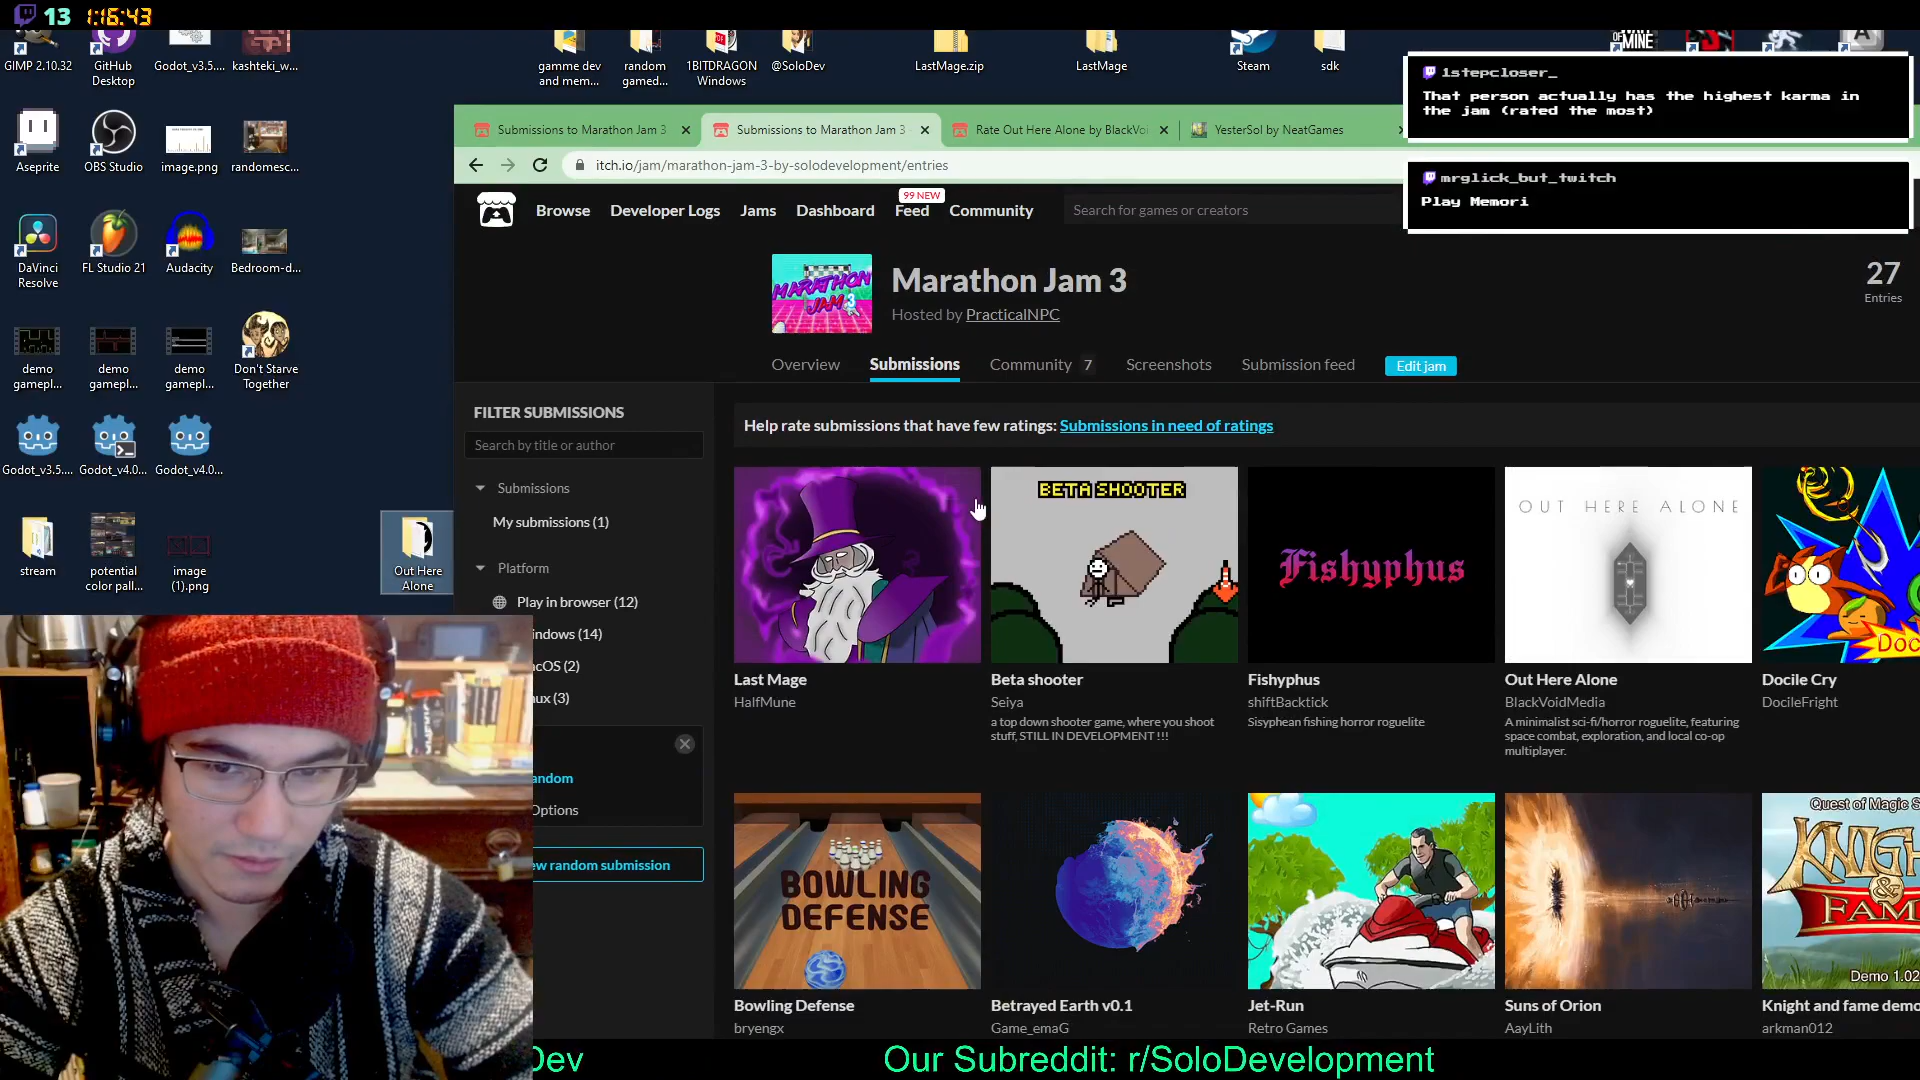 13 1:16:43
GIMP 2.10.32
GitHub
Desktop
Godot_v3.5....
kashteki_w...
gamme dev
and mem...
random
gamed...
1BITDRAGON
Windows
@SoloDev
LastMage.zip
LastMage
Steam
sdk
OF MINE
1stepcloser_
That person actually has the highest karma in
the jam (rated the most)
mrglick_but_twitch
Play Memori
Submissions to Marathon Jam 3
Submissions to Marathon Jam 3
Rate Out Here Alone by BlackVoi
YesterSol by NeatGames
itch.io/jam/marathon-jam-3-by-solodevelopment/entries
Aseprite
OBS Studio
image.png
randomesc...
DaVinci
Resolve
FL Studio 21
Audacity
Bedroom-d...
demo
gamepl...
demo
gamepl...
demo
gamepl...
Don't Starve
Together
Godot_v3.5....
Godot_v4.0...
Godot_v4.0...
stream
potential
color pall...
image
(1).png
Out Here
Alone
Browse
Developer Logs
Jams
Dashboard
99 NEW
Feed
Community
Search for games or creators
MARATHON
JAM 3
Marathon Jam 3
Hosted by PracticalNPC
27
Entries
Overview
Submissions
Community 7
Screenshots
Submission feed
Edit jam
FILTER SUBMISSIONS
Search by title or author
Submissions
My submissions (1)
Platform
Play in browser (12)
indows (14)
cOS (2)
ux (3)
andom
Options
ew random submission
Help rate submissions that have few ratings: Submissions in need of ratings
Last Mage
HalfMune
BETA SHOOTER
Beta shooter
Seiya
a top down shooter game, where you shoot
stuff, STILL IN DEVELOPMENT !!!
Fishyphus
Fishyphus
shiftBacktick
Sisyphean fishing horror roguelite
OUT HERE ALONE
Out Here Alone
BlackVoidMedia
A minimalist sci-fi/horror roguelite, featuring
space combat, exploration, and local co-op
multiplayer.
Doc
Docile Cry
DocileFright
BOWLING
DEFENSE
Bowling Defense
bryengx
Betrayed Earth v0.1
Game_emaG
Jet-Run
Retro Games
Suns of Orion
AayLith
Quest of Magic S
KNIGH
&
FAM
Demo 1.02
Knight and fame demo
arkman012
Dev
Our Subreddit: r/SoloDevelopment